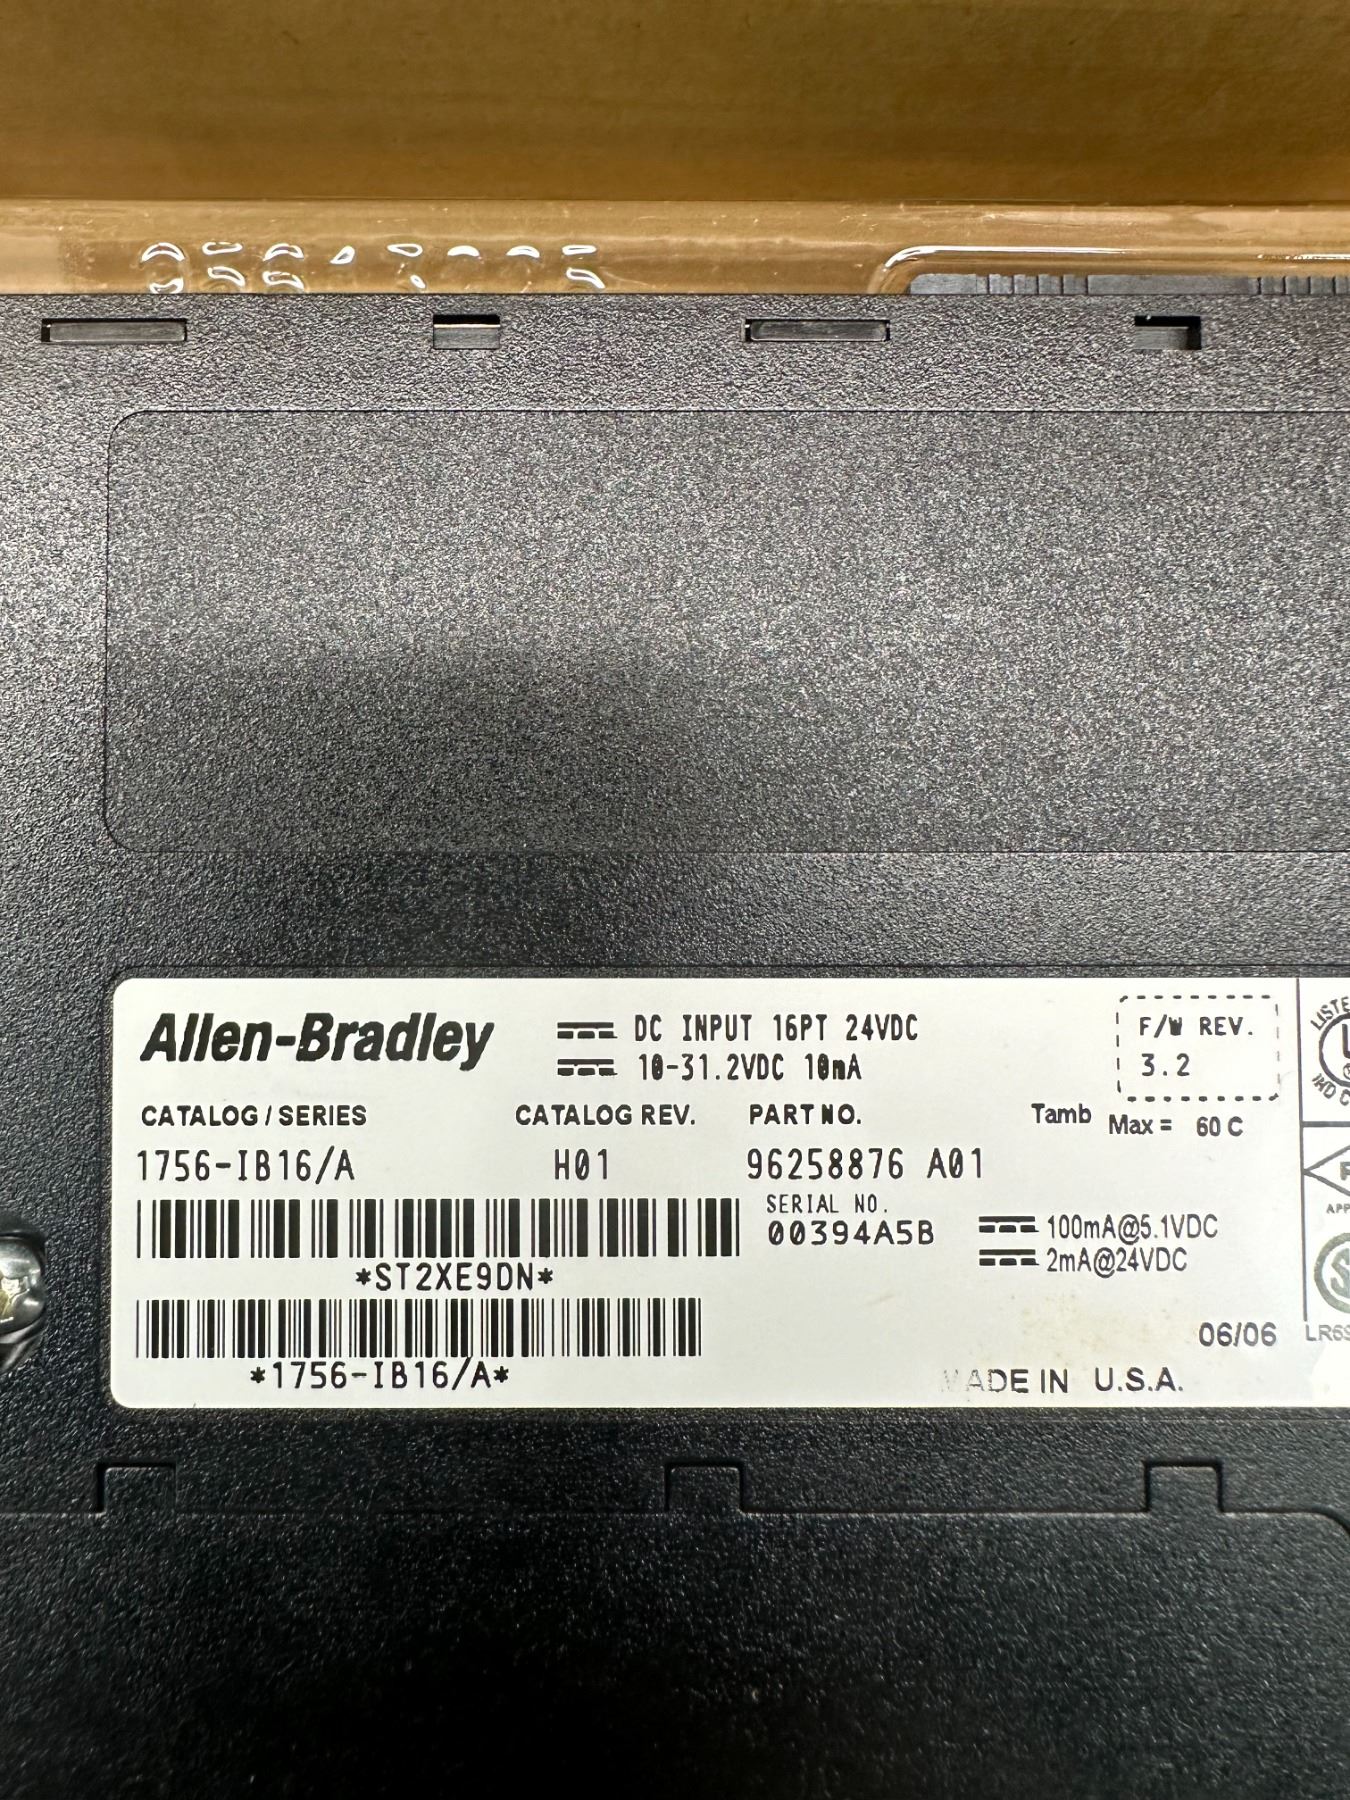 Allen-Bradley
DC INPUT 16PT 24VDC
10-31.2VDC 10mA
F/W REV.
3.2
CATALOG / SERIES
CATALOG REV.
PART NO.
Tamb Max = 60 C
1756-IB16/A
H01
96258876 A01
SERIAL NO.
00394A5B
100mA@5.1VDC
2mA@24VDC
*ST2XE9DN*
*1756-IB16/A*
06/06
MADE IN U.S.A.